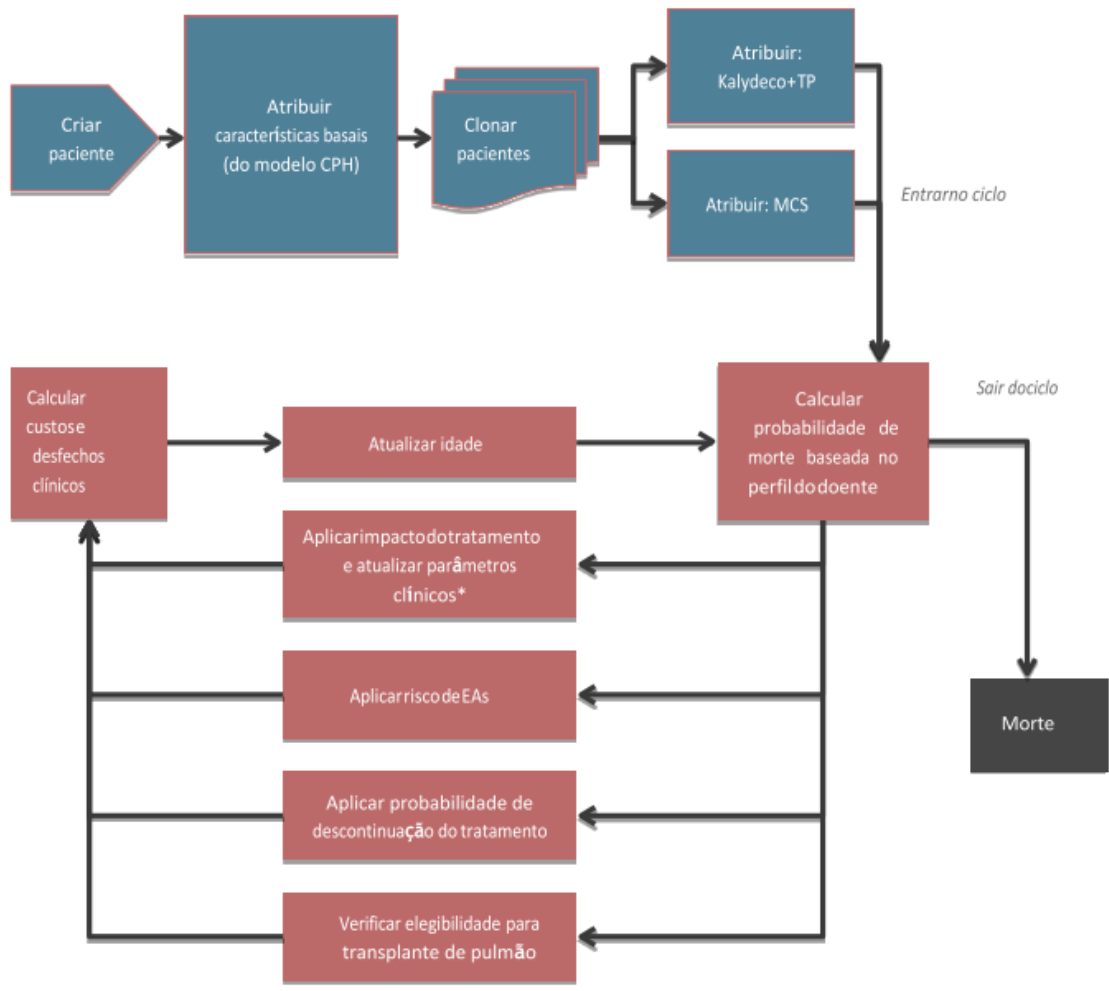 Criar
paciente
Atribuir
características basais
(do modelo CPH)
Clonar
pacientes
Atribuir:
Kalydeco+TP
Atribuir: MCS
Entrarno ciclo
Calcular
custose
desfechos
clínicos
Atualizar idade
Calcular
probabilidade de
morte baseada no
perfildodoente
Sair dociclo
Aplicarimpactodotratamento
e atualizar parâmetros
clínicos*
Aplicarriscode EAs
Morte
Aplicar probabilidade de
descontinuação do tratamento
Verificar elegibilidade para
transplante de pulmão